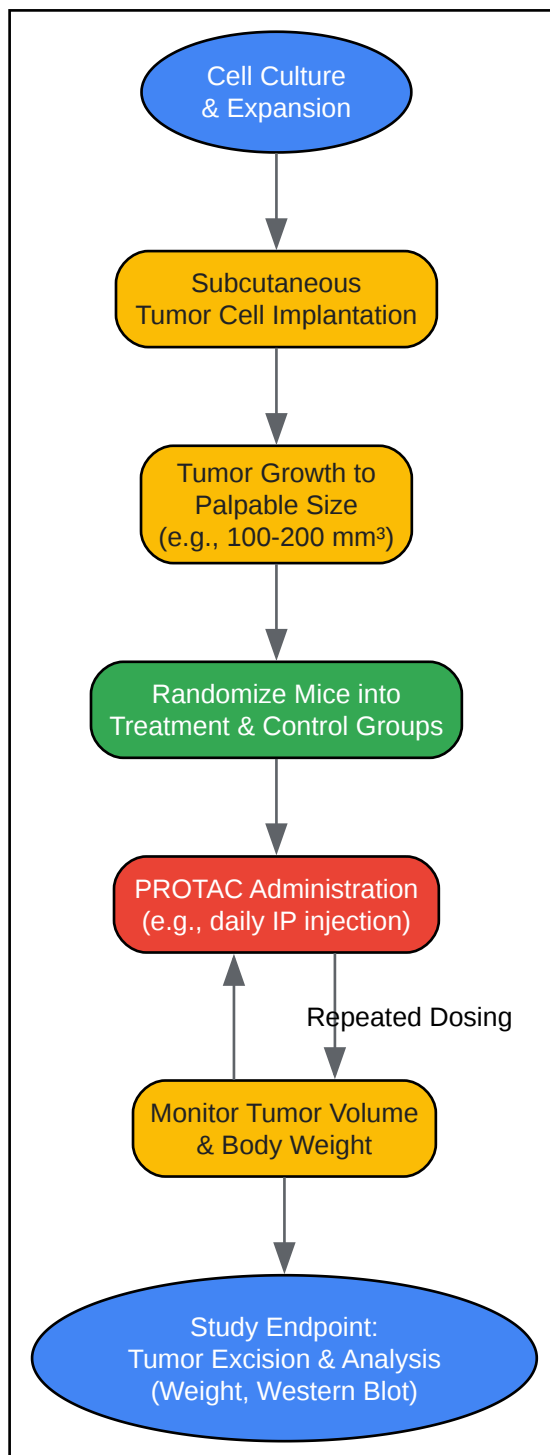 Cell Culture
& Expansion
Subcutaneous
Tumor Cell Implantation
Tumor Growth to
Palpable Size
(e.g., 100-200 mm³)
Randomize Mice into
Treatment & Control Groups
PROTAC Administration
(e.g., daily IP injection)
Repeated Dosing
Monitor Tumor Volume
& Body Weight
Study Endpoint:
Tumor Excision & Analysis
(Weight, Western Blot)